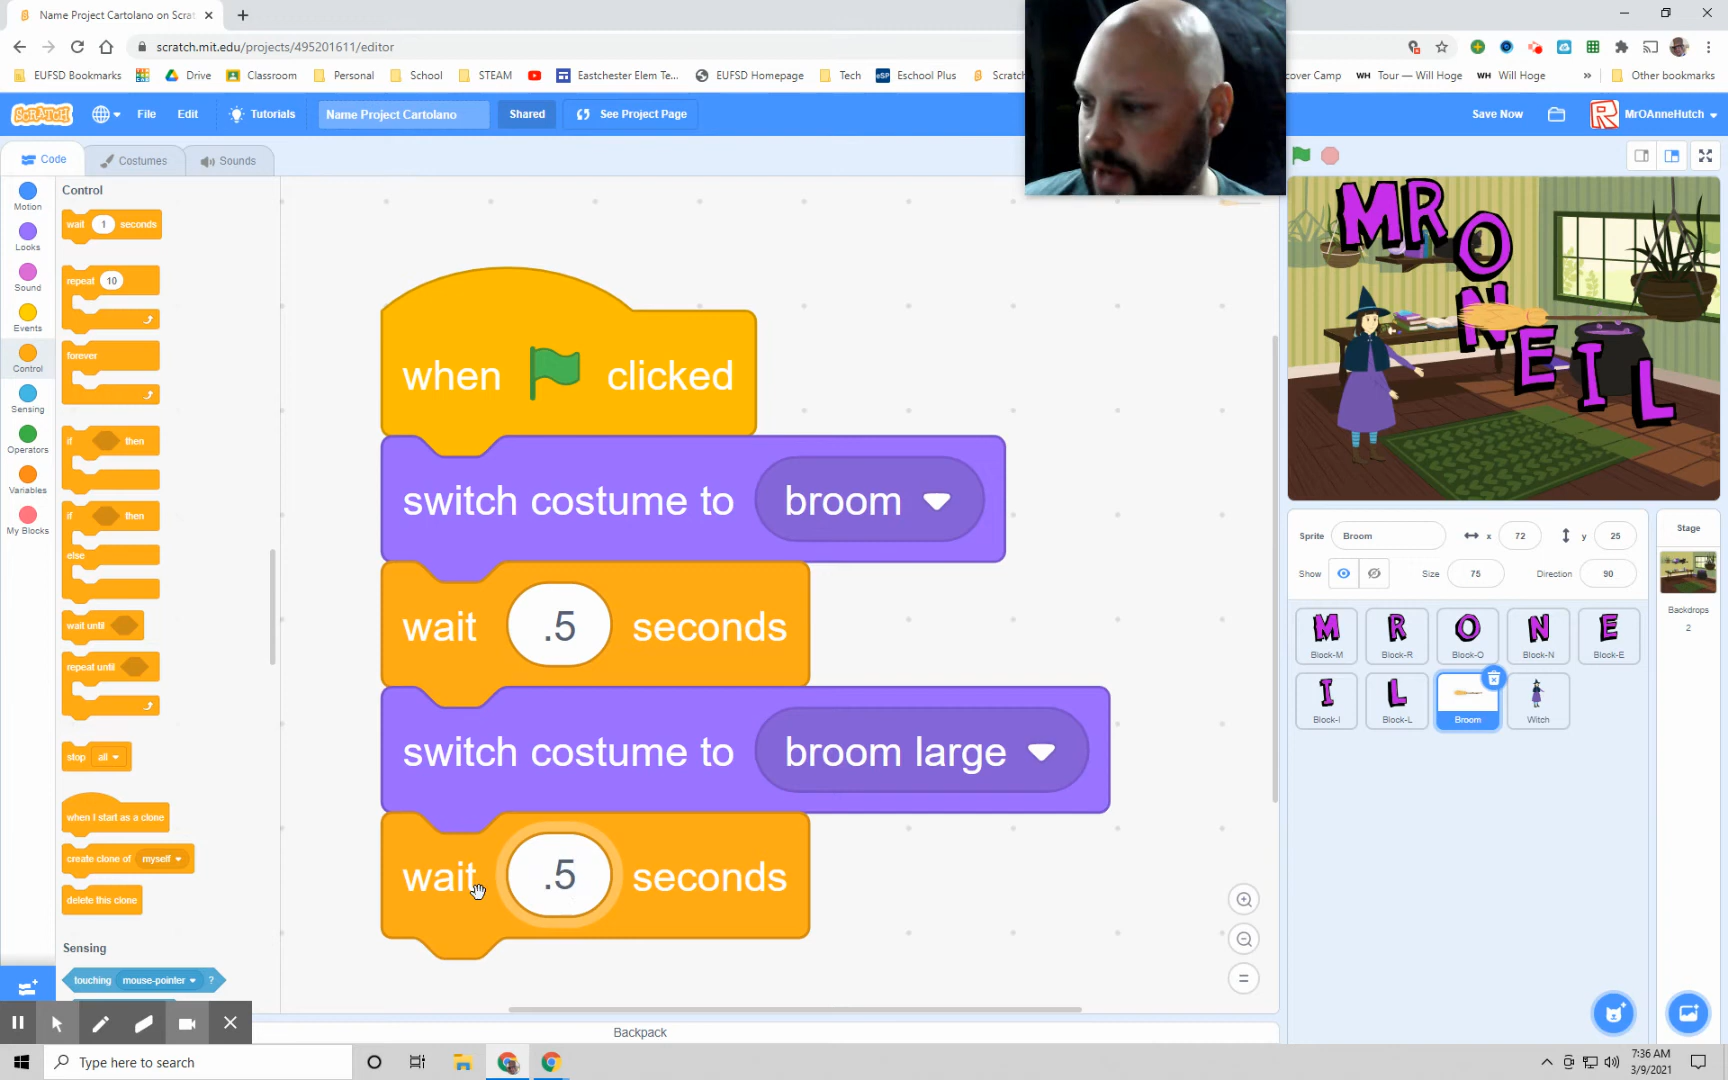 Name Project Cartolano on Scrat
scratch.mit.edu/projects/495201611/editor
EUFSD Bookmarks
Drive
Classroom
Personal
School
STEAM
Eastchester Elem Te...
EUFSD Homepage
Tech
eSP
Eschool Plus
Scratch
over Camp
WH Tour — Will Hoge
WH Will Hoge
»
Other bookmarks
SCRATCH
File
Edit
Tutorials
Name Project Cartolano
Shared
See Project Page
Save Now
MrOAnneHutch
Code
Costumes
Sounds
Motion
Looks
Sound
Events
Control
Sensing
Operators
Variables
My Blocks
Control
wait 1 seconds
repeat 10
forever
if then
if then
else
wait until
repeat until
stop all
when I start as a clone
create clone of myself
delete this clone
Sensing
touching mouse-pointer ?
when clicked
switch costume to broom
wait .5 seconds
switch costume to broom large
wait .5 seconds
Backpack
MR
O
N
E
I
L
Sprite Broom x 72 y 25
Show Size 75 Direction 90
M R O N E
Block-M Block-R Block-O Block-N Block-E
I L
Block-I Block-L Broom Witch
Stage
Backdrops
2
Type here to search
7:36 AM
3/9/2021